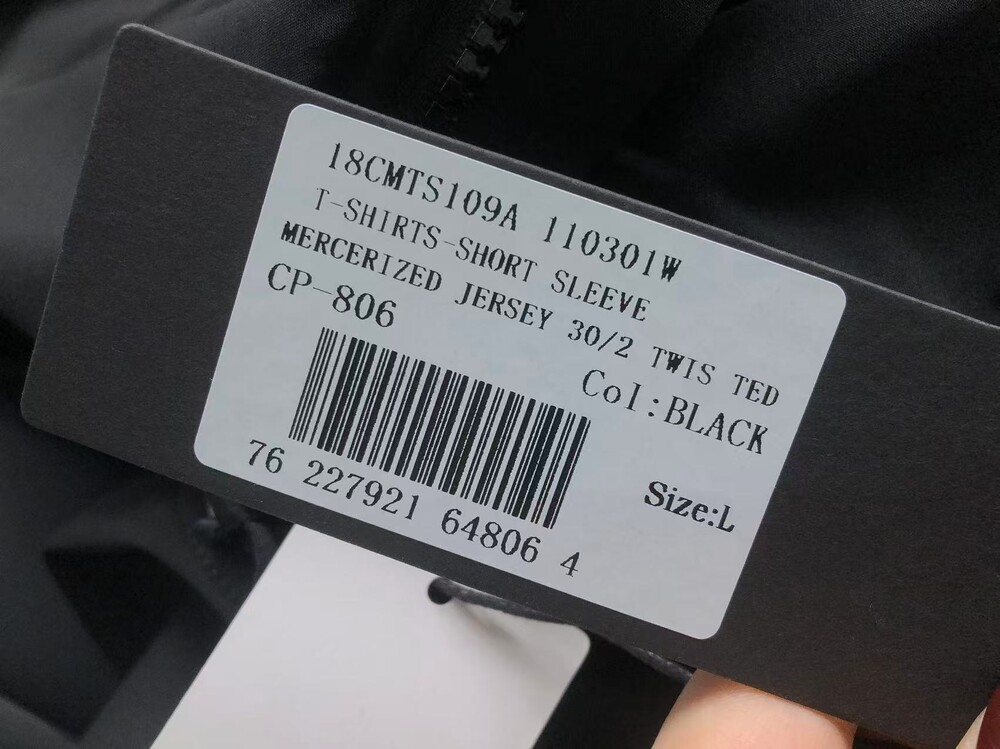 18CMTS109A 110301W
T-SHIRTS-SHORT SLEEVE
MERCERIZED JERSEY 30/2 TWIS TED
CP-806
Col:BLACK
Size:L
76 227921 64806 4